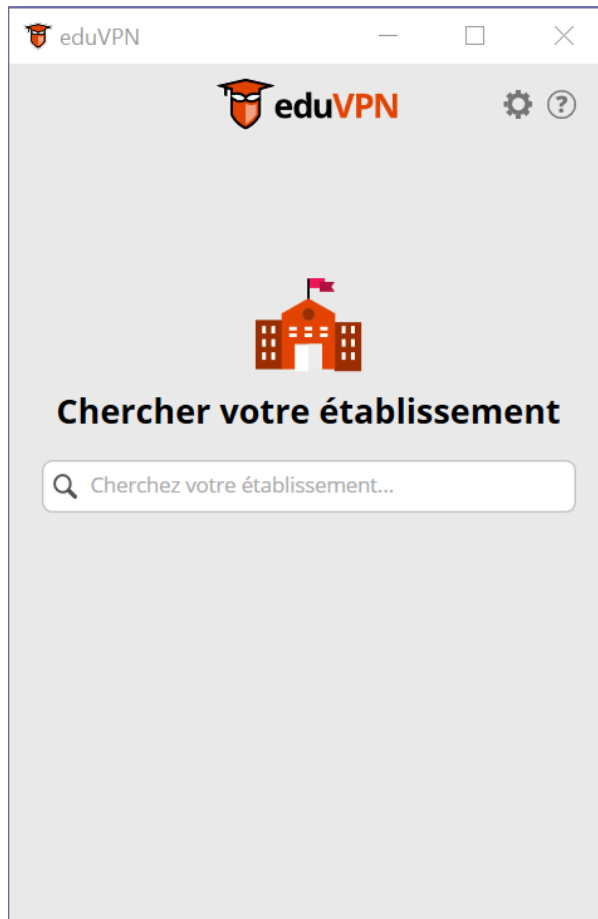 eduVPN
eduVPN
Chercher votre établissement
Cherchez votre établissement...